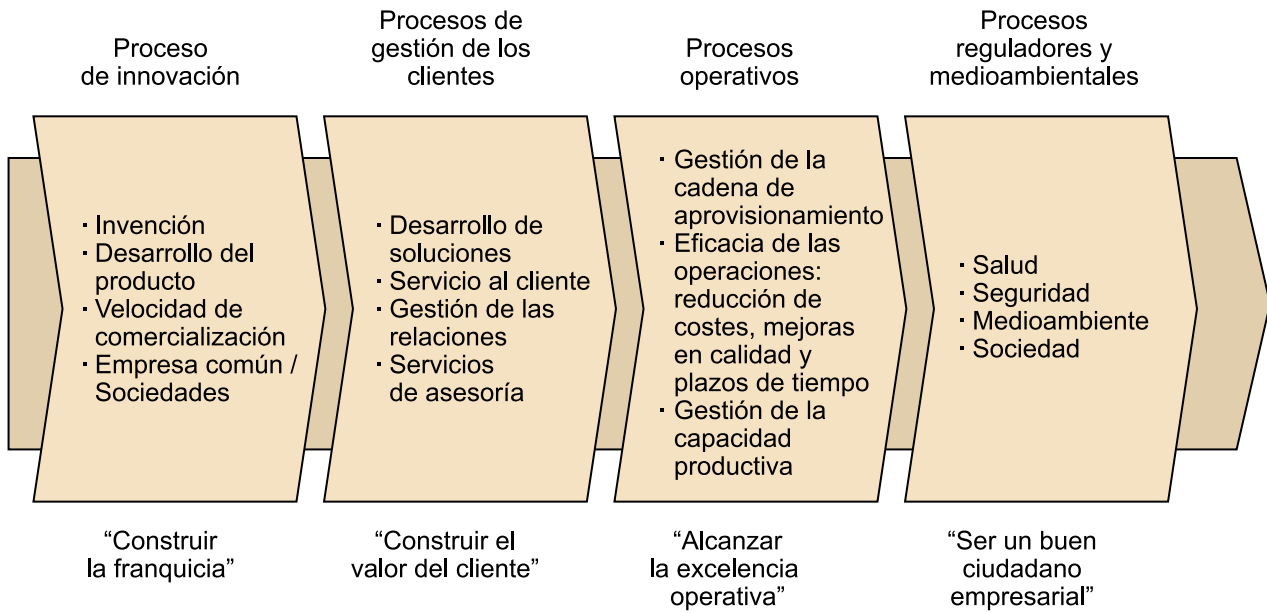 Proceso
de innovación
Procesos de
gestión de los
clientes
Procesos
operativos
Procesos
reguladores y
medioambientales
· Invención
· Desarrollo del
producto
· Velocidad de
comercialización
· Empresa común /
Sociedades
· Desarrollo de
soluciones
· Servicio al cliente
· Gestión de las
relaciones
· Servicios
de asesoría
· Gestión de la
cadena de
aprovisionamiento
· Eficacia de las
operaciones:
reducción de
costes, mejoras
en calidad y
plazos de tiempo
· Gestión de la
capacidad
productiva
· Salud
· Seguridad
· Medioambiente
· Sociedad
“Construir
la franquicia”
“Construir el
valor del cliente”
“Alcanzar
la excelencia
operativa”
“Ser un buen
ciudadano
empresarial”